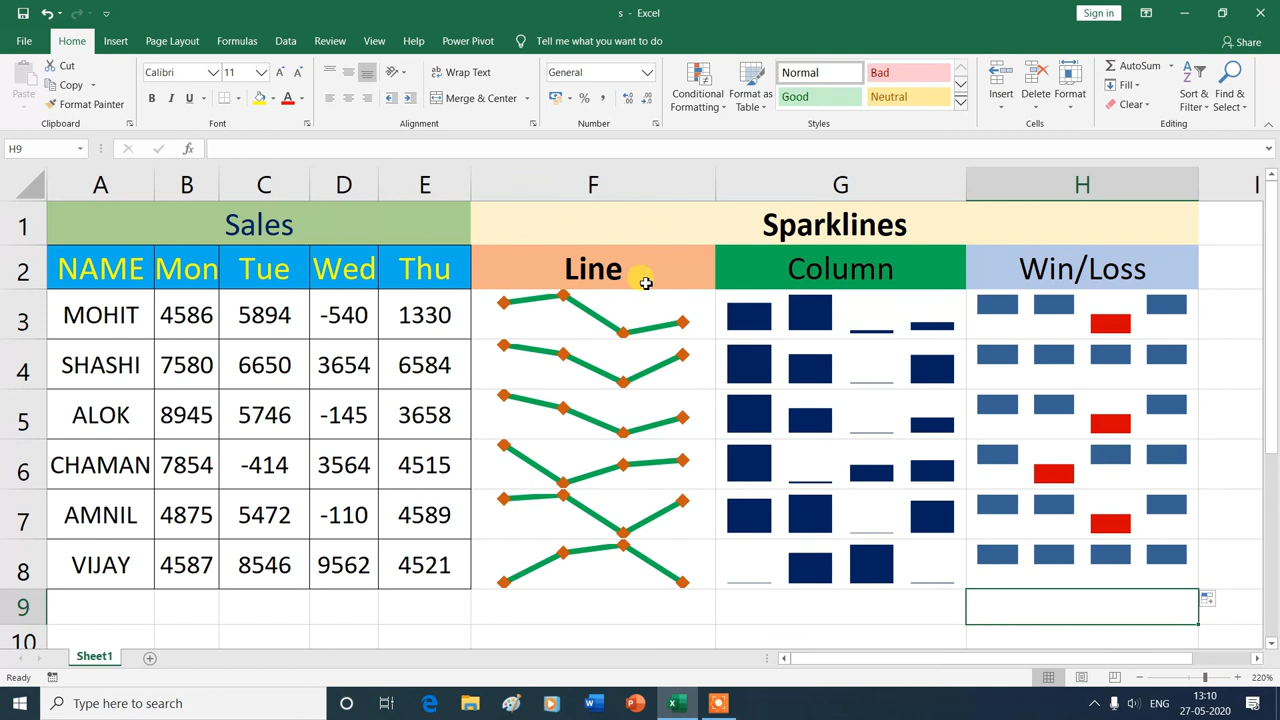 s - Excel
Sign in
File Home Insert Page Layout Formulas Data Review View Help Power Pivot Tell me what you want to do
Share
Paste
Cut
Copy
Format Painter
Calibri 11
B I U
Wrap Text
Merge & Center
General
Conditional Formatting
Format as Table
Normal Bad
Good Neutral
Insert Delete Format
AutoSum
Fill
Clear
Sort & Filter
Find & Select
Clipboard Font Alignment Number Styles Cells Editing
H9 fx
A B C D E F G H I
1 Sales Sparklines
2 NAME Mon Tue Wed Thu Line Column Win/Loss
3 MOHIT 4586 5894 -540 1330
4 SHASHI 7580 6650 3654 6584
5 ALOK 8945 5746 -145 3658
6 CHAMAN 7854 -414 3564 4515
7 AMNIL 4875 5472 -110 4589
8 VIJAY 4587 8546 9562 4521
9
10
Sheet1
Ready
220%
Type here to search
ENG
13:10
27-05-2020